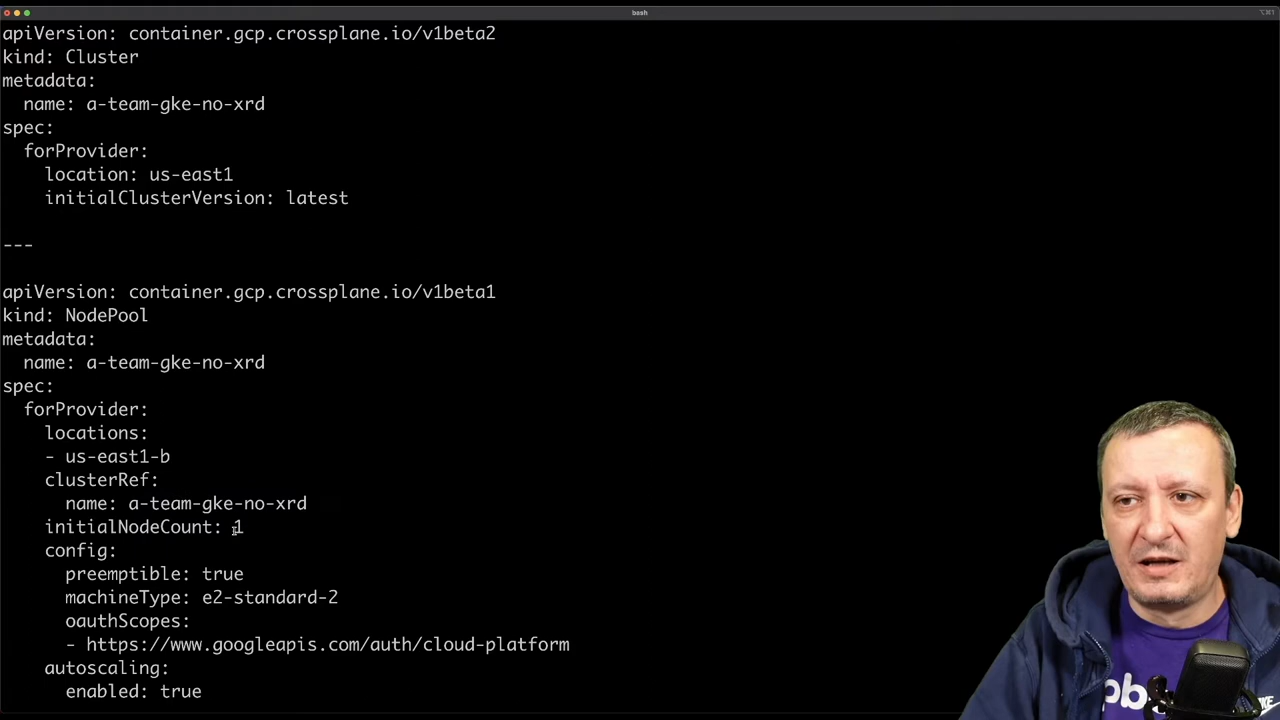 bash
⌥⌘1
apiVersion: container.gcp.crossplane.io/v1beta2
kind: Cluster
metadata:
  name: a-team-gke-no-xrd
spec:
  forProvider:
    location: us-east1
    initialClusterVersion: latest
---
apiVersion: container.gcp.crossplane.io/v1beta1
kind: NodePool
metadata:
  name: a-team-gke-no-xrd
spec:
  forProvider:
    locations:
    - us-east1-b
    clusterRef:
      name: a-team-gke-no-xrd
    initialNodeCount: 1
    config:
      preemptible: true
      machineType: e2-standard-2
      oauthScopes:
      - https://www.googleapis.com/auth/cloud-platform
    autoscaling:
      enabled: true